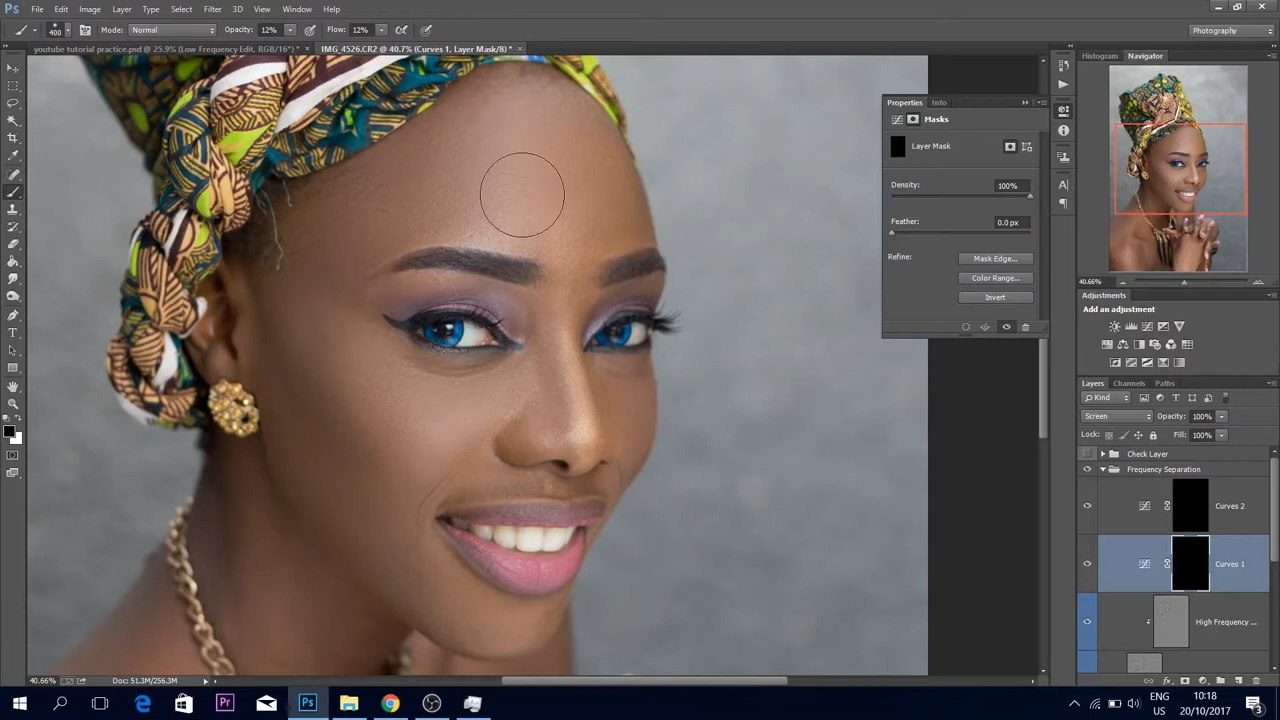 Ps File Edit Image Layer Type Select Filter 3D View Window Help
400 Mode: Normal Opacity: 12% Flow: 12% Photography
youtube tutorial practice.psd @ 25.9% (Low Frequency Edit, RGB/16) * × IMG_4526.CR2 @ 40.7% (Curves 1, Layer Mask/8) * ×
Histogram Navigator
Properties Info
Masks
Layer Mask
Density: 100%
Feather: 0.0 px
Refine: Mask Edge...
Color Range...
Invert
40.66%
Adjustments
Add an adjustment
Layers Channels Paths
Kind
Screen Opacity: 100%
Lock: Fill: 100%
Check Layer
Frequency Separation
Curves 2
Curves 1
High Frequency ...
40.66% Doc: 51.3M/256.3M
Pr Ps
ENG
US
10:18
20/10/2017
3